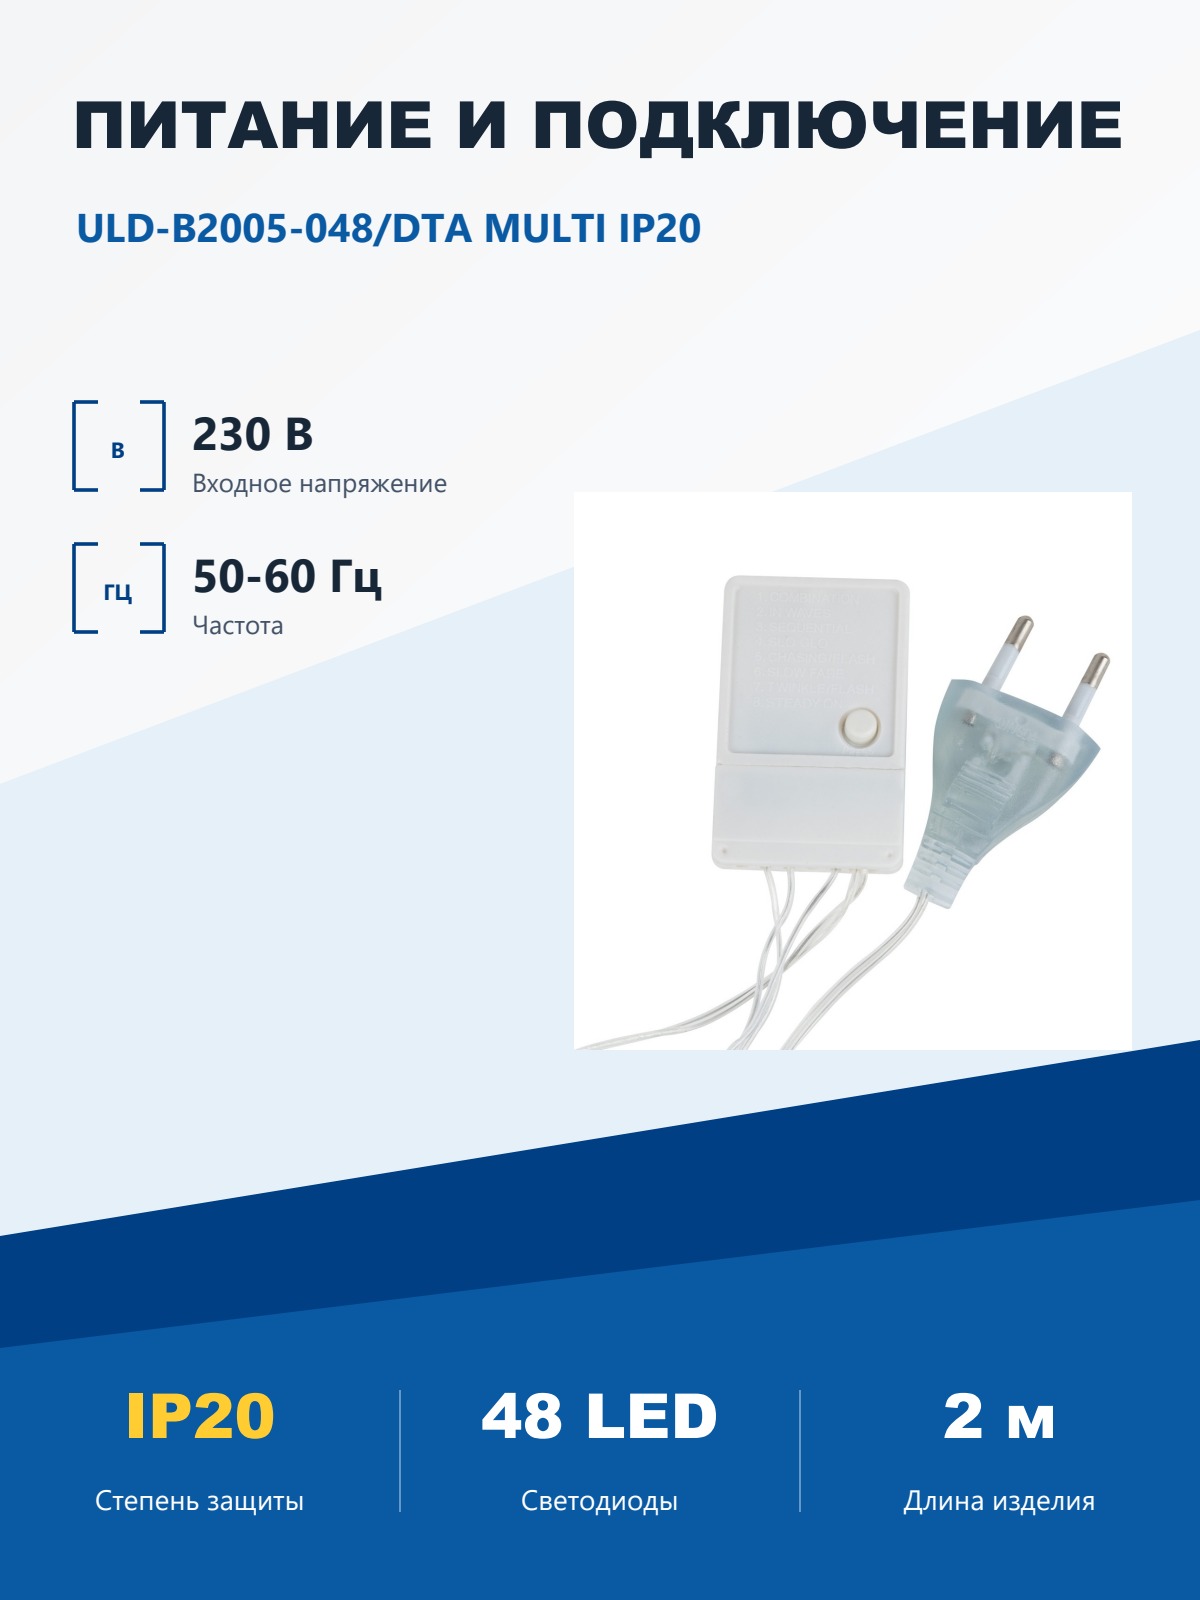 ПИТАНИЕ И ПОДКЛЮЧЕНИЕ
ULD-B2005-048/DTA MULTI IP20
В
230 В
Входное напряжение
ГЦ
50-60 Гц
Частота
IP20
Степень защиты
48 LED
Светодиоды
2 м
Длина изделия